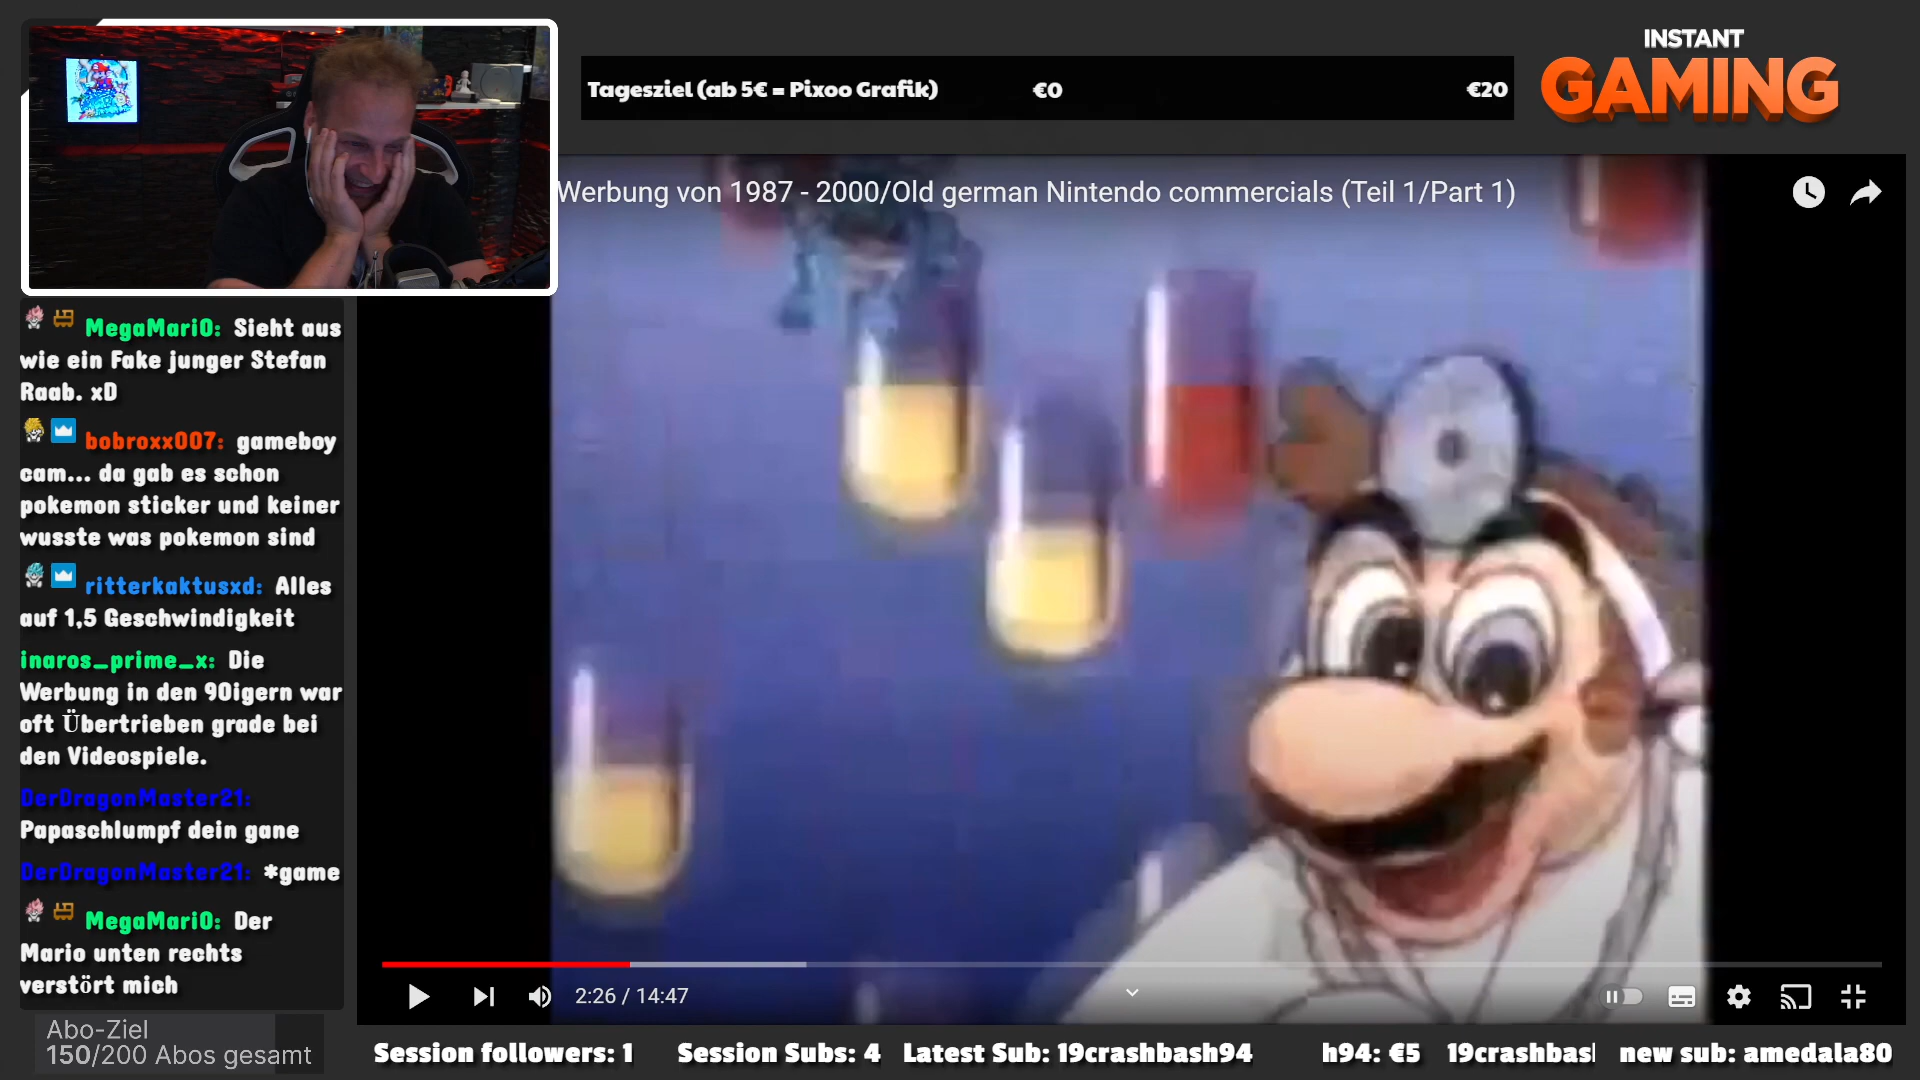 INSTANT
GAMING
Tagesziel (ab 5€ = Pixoo Grafik) €0 €20
Werbung von 1987 - 2000/Old german Nintendo commercials (Teil 1/Part 1)
MegaMari0: Sieht aus
wie ein Fake junger Stefan
Raab. xD
bobroxx007: gameboy
cam... da gab es schon
pokemon sticker und keiner
wusste was pokemon sind
ritterkaktusxd: Alles
auf 1,5 Geschwindigkeit
inaros_prime_x: Die
Werbung in den 90igern war
oft Übertrieben grade bei
den Videospiele.
DerDragonMaster21:
Papaschlumpf dein gane
DerDragonMaster21: *game
MegaMari0: Der
Mario unten rechts
verstört mich
2:26 / 14:47
Abo-Ziel
150/200 Abos gesamt
Session followers: 1 Session Subs: 4 Latest Sub: 19crashbash94 h94: €5 19crashbas new sub: amedala80